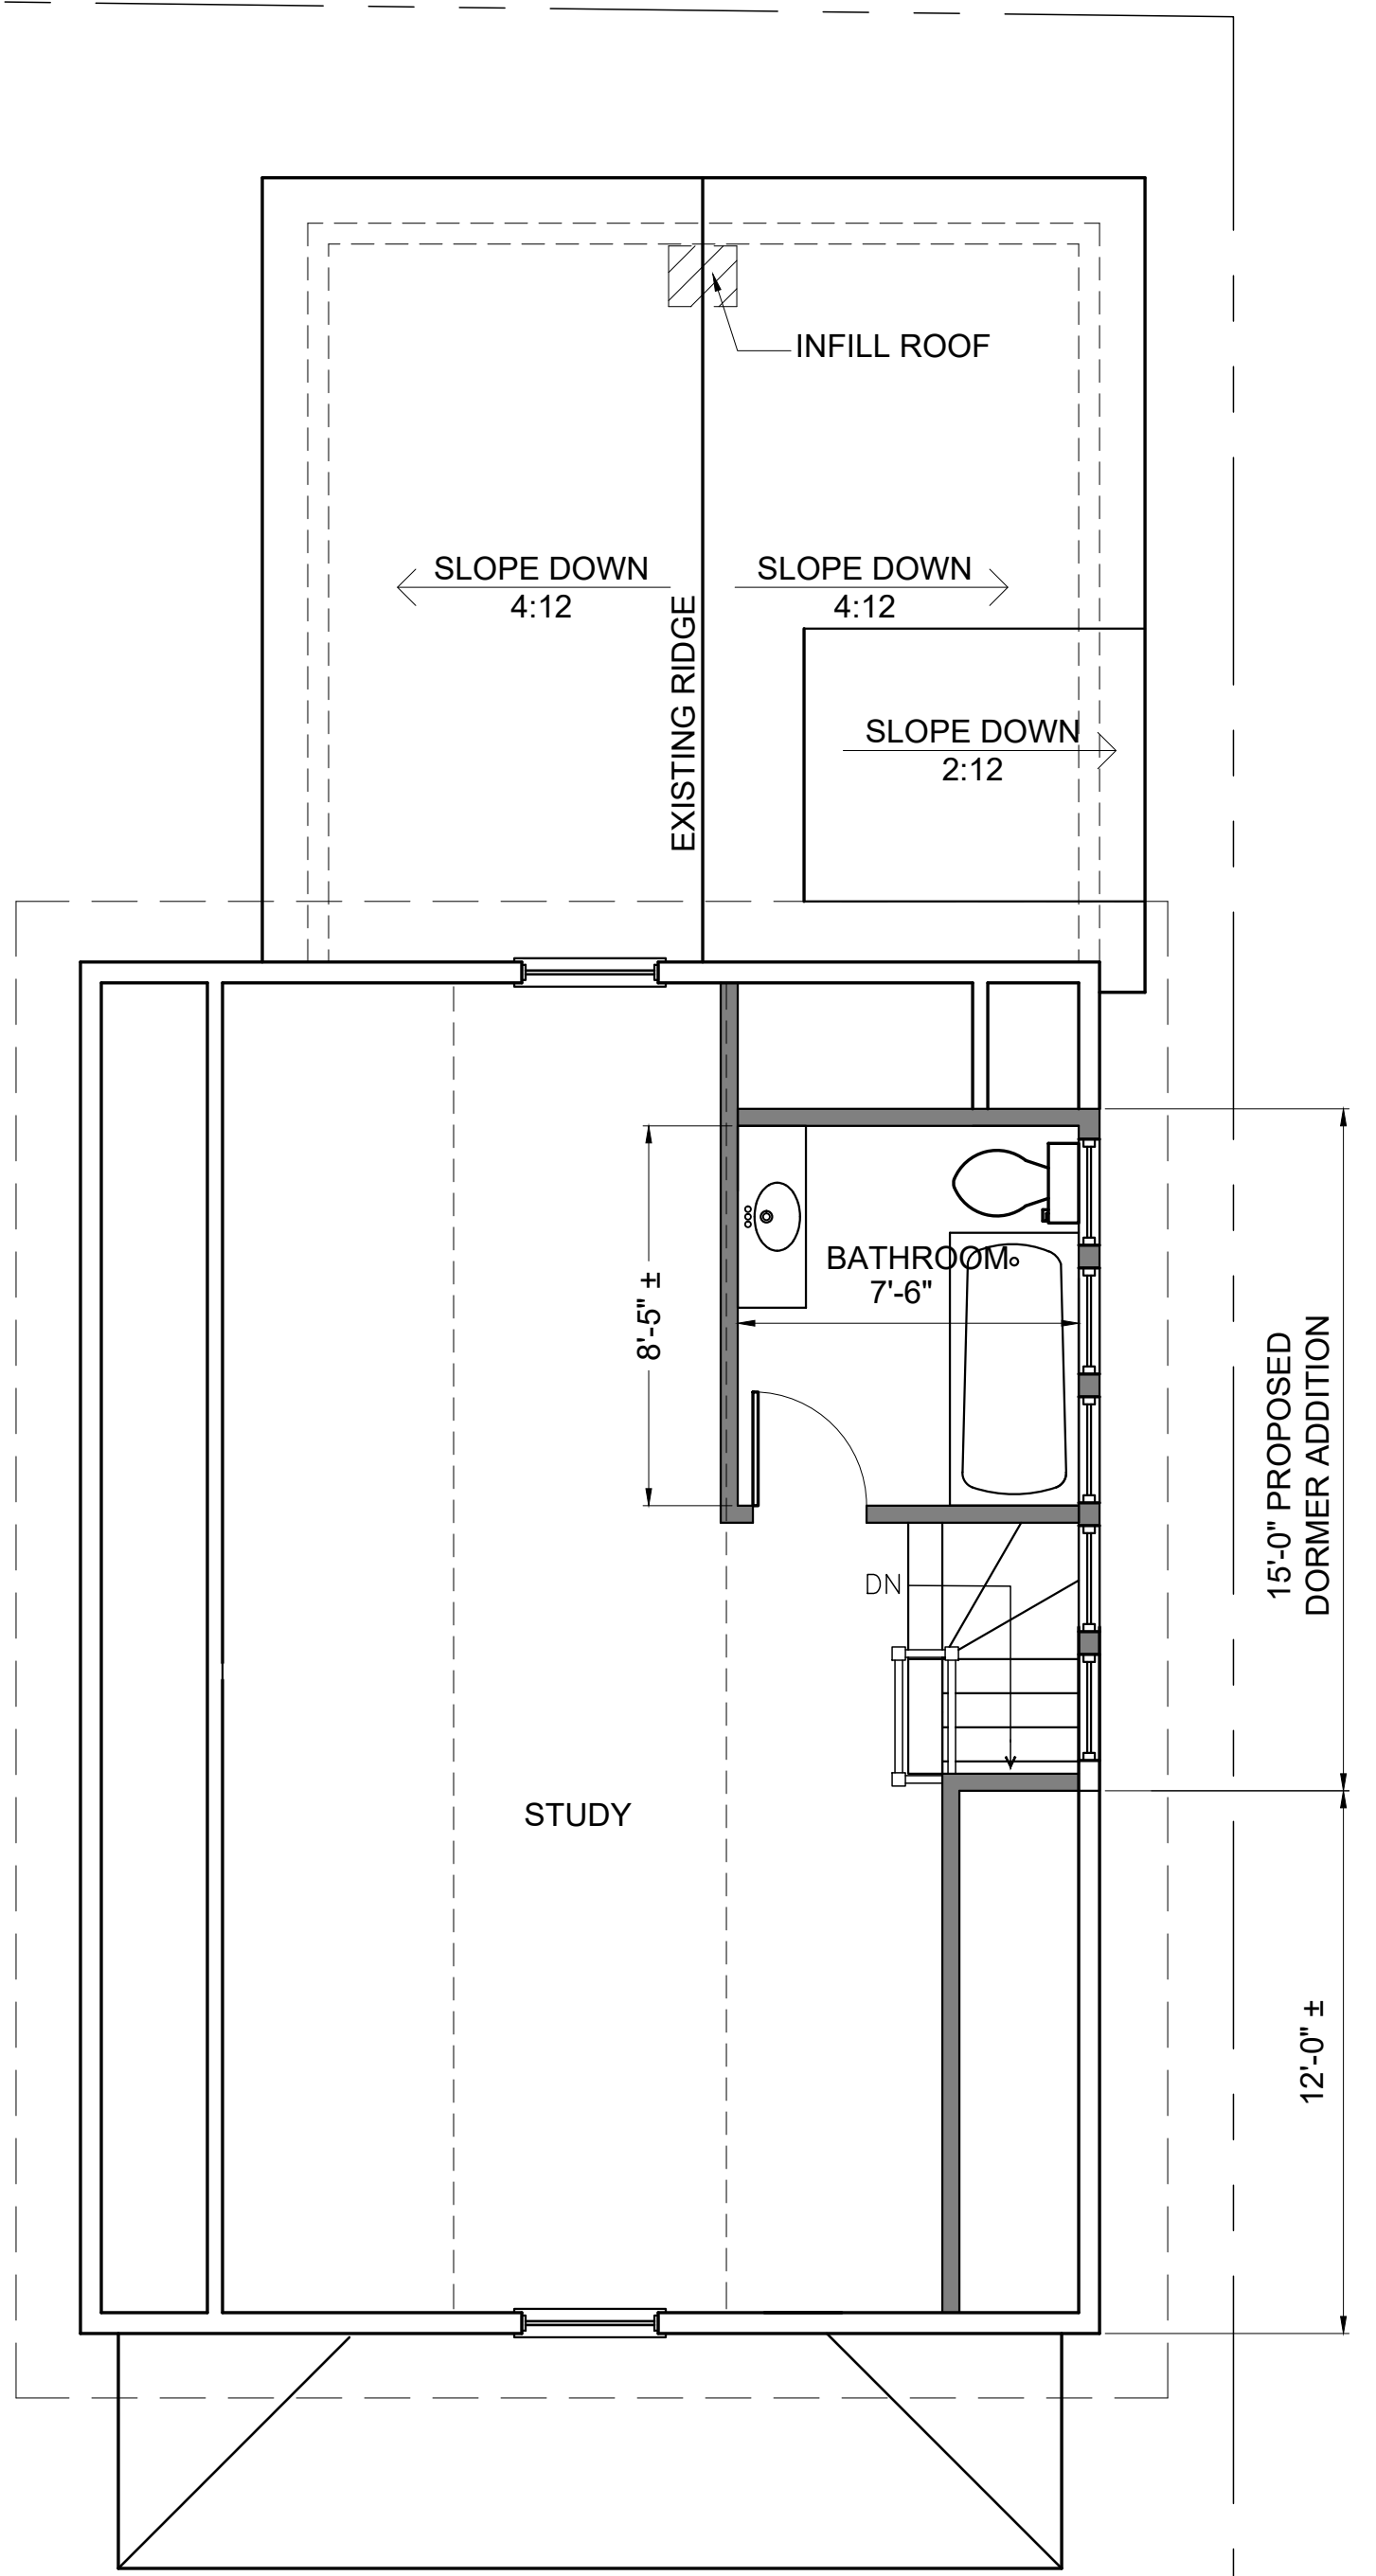 INFILL ROOF
SLOPE DOWN
4:12
SLOPE DOWN
4:12
EXISTING RIDGE
SLOPE DOWN
2:12
8'-5" ±
BATHROOM
7'-6"
15'-0" PROPOSED
DORMER ADDITION
DN
STUDY
12'-0" ±